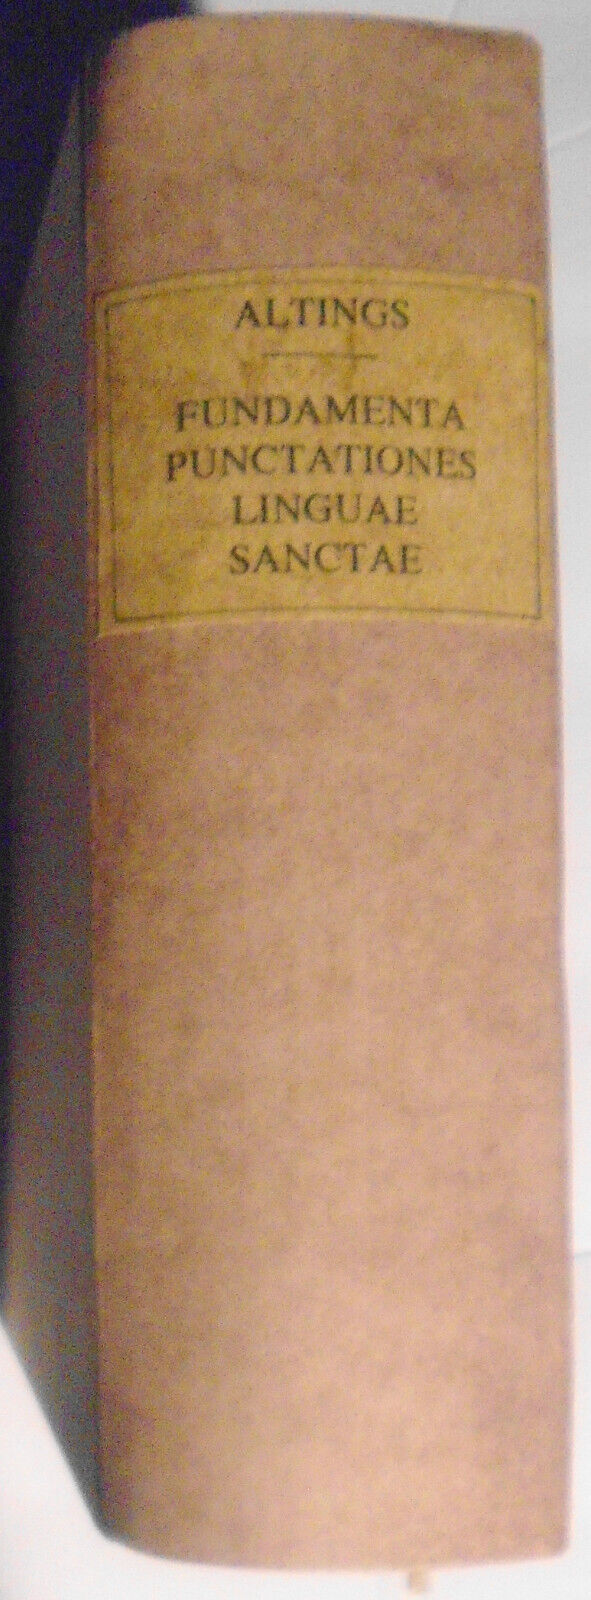 ALTINGS
FUNDAMENTA
PUNCTATIONES
LINGUAE
SANCTAE